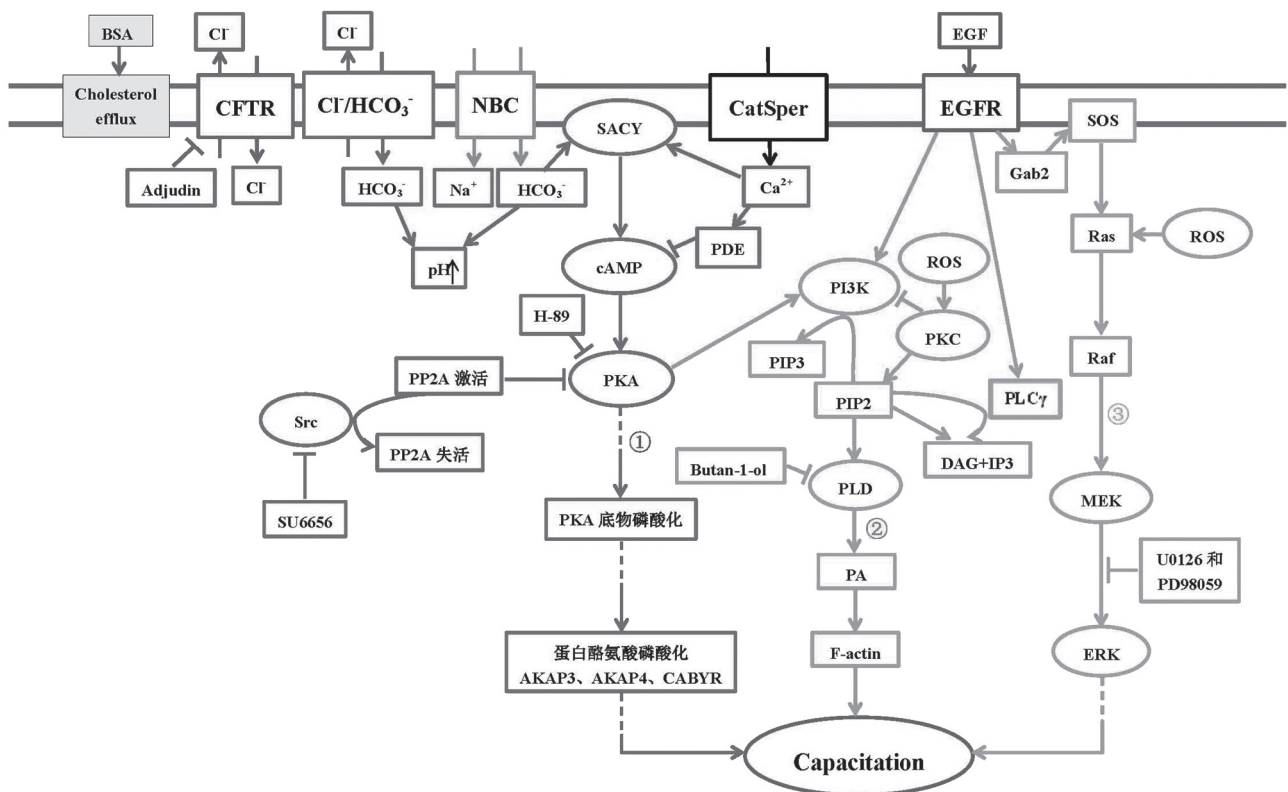 BSA
Cl⁻
Cl⁻
EGF
Cholesterol
efflux
CFTR
Cl⁻/HCO₃⁻
NBC
SACY
CatSper
EGFR
SOS
Adjudin
Cl⁻
HCO₃⁻
Na⁺
HCO₃⁻
Ca²⁺
Gab2
pH↑
PDE
cAMP
Ras
ROS
ROS
PI3K
H-89
PKC
PIP3
Raf
PP2A 激活
PKA
PIP2
PLCγ
Src
①
③
PP2A 失活
DAG+IP3
Butan-1-ol
PLD
MEK
SU6656
PKA 底物磷酸化
②
PA
U0126 和
PD98059
蛋白酪氨酸磷酸化
AKAP3、AKAP4、CABYR
F-actin
ERK
Capacitation